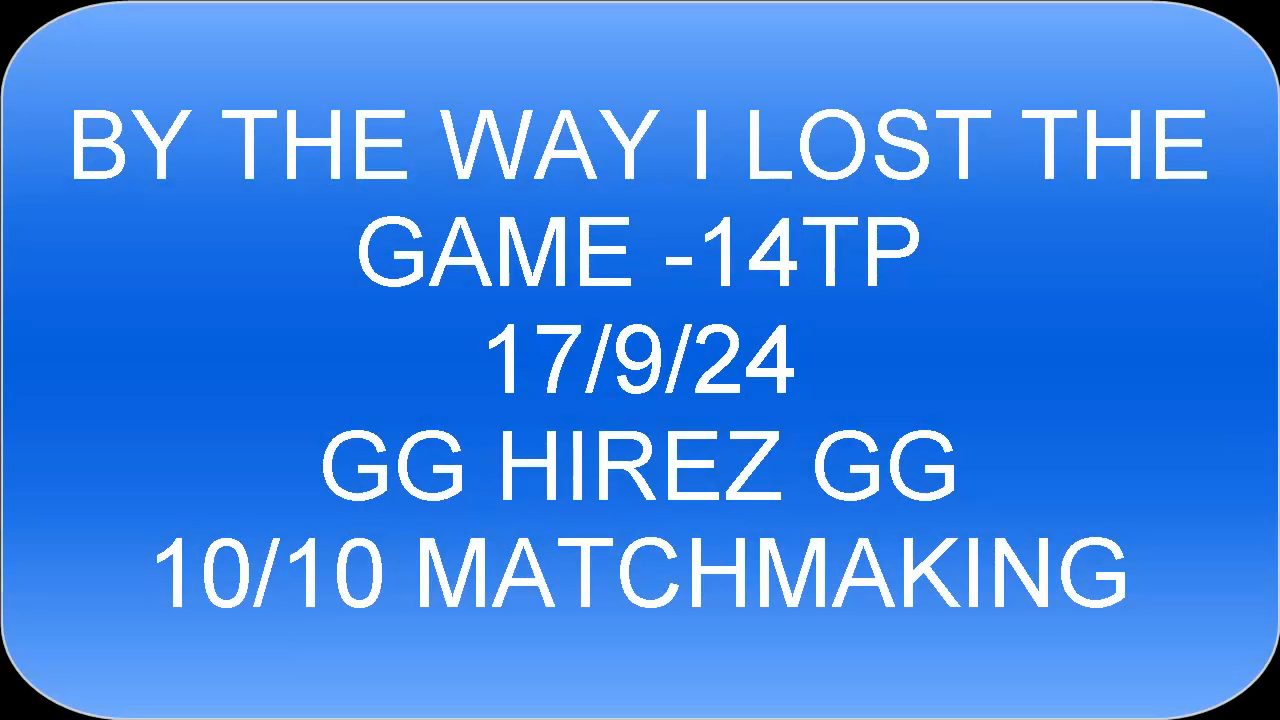 BY THE WAY I LOST THE
GAME -14TP
17/9/24
GG HIREZ GG
10/10 MATCHMAKING